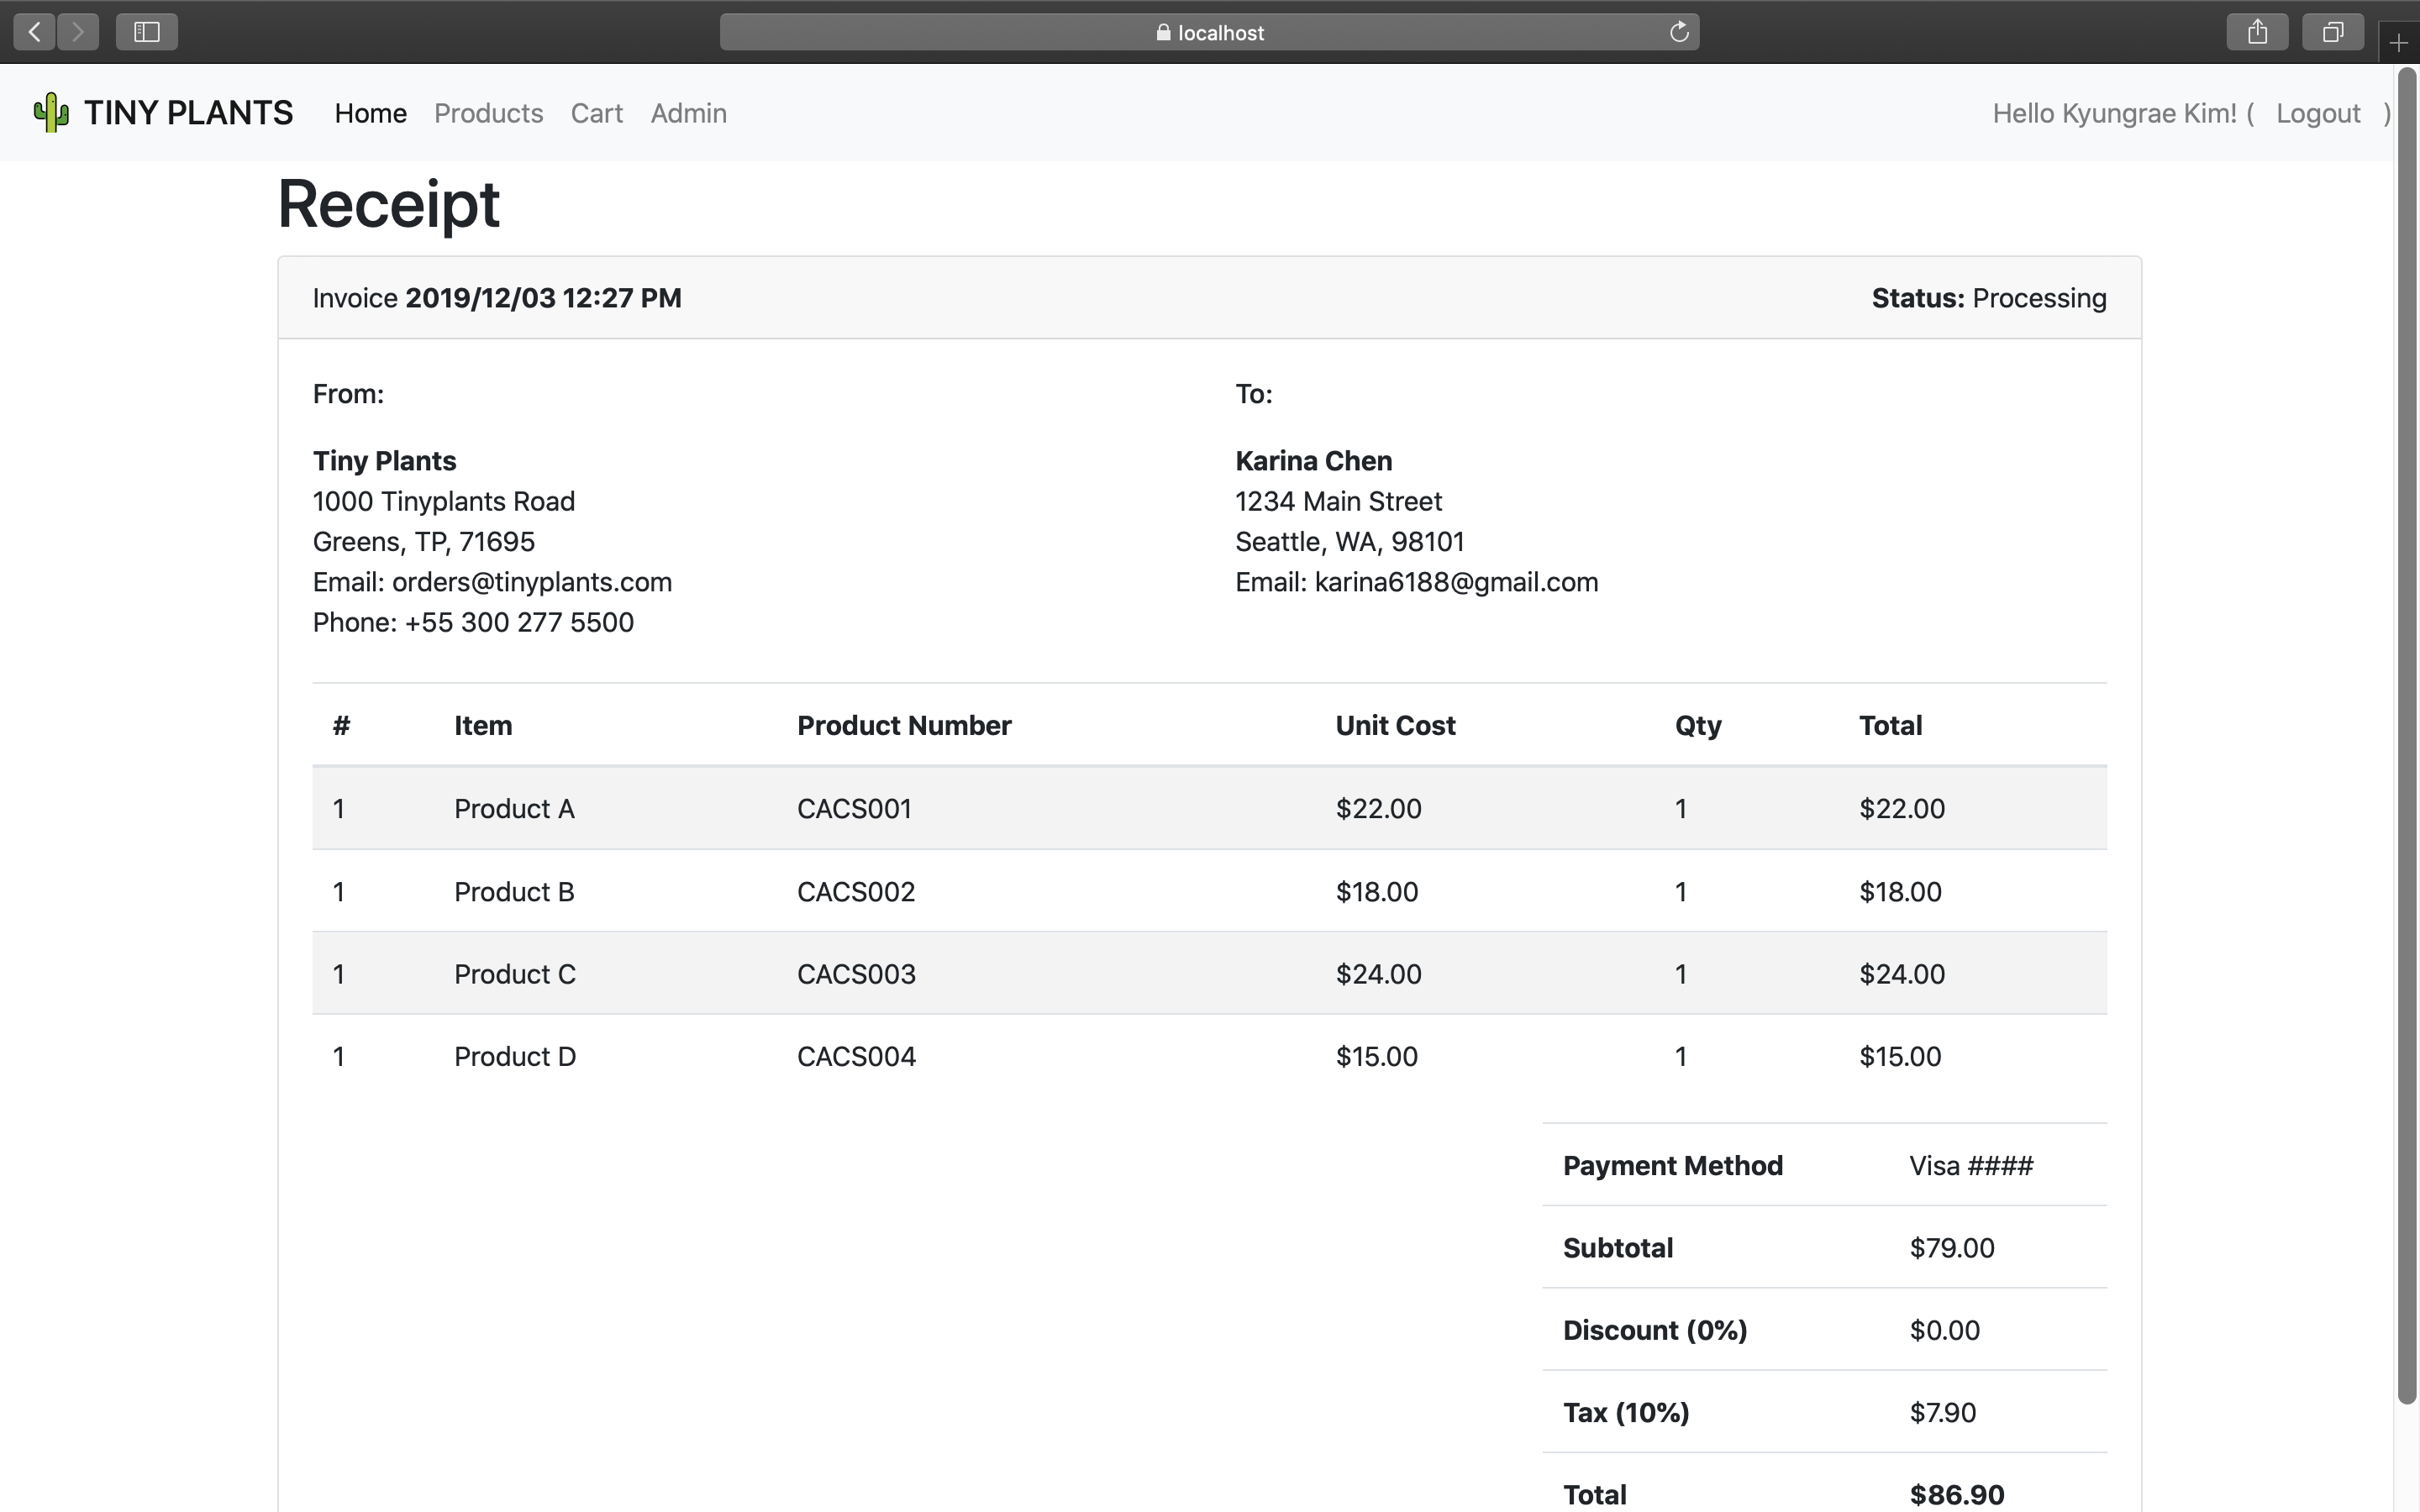 localhost
TINY PLANTS Home Products Cart Admin Hello Kyungrae Kim! ( Logout )
Receipt
Invoice 2019/12/03 12:27 PM Status: Processing
From:
Tiny Plants
1000 Tinyplants Road
Greens, TP, 71695
Email: orders@tinyplants.com
Phone: +55 300 277 5500
To:
Karina Chen
1234 Main Street
Seattle, WA, 98101
Email: karina6188@gmail.com
# Item Product Number Unit Cost Qty Total
1 Product A CACS001 $22.00 1 $22.00
1 Product B CACS002 $18.00 1 $18.00
1 Product C CACS003 $24.00 1 $24.00
1 Product D CACS004 $15.00 1 $15.00
Payment Method Visa ####
Subtotal $79.00
Discount (0%) $0.00
Tax (10%) $7.90
Total $86.90